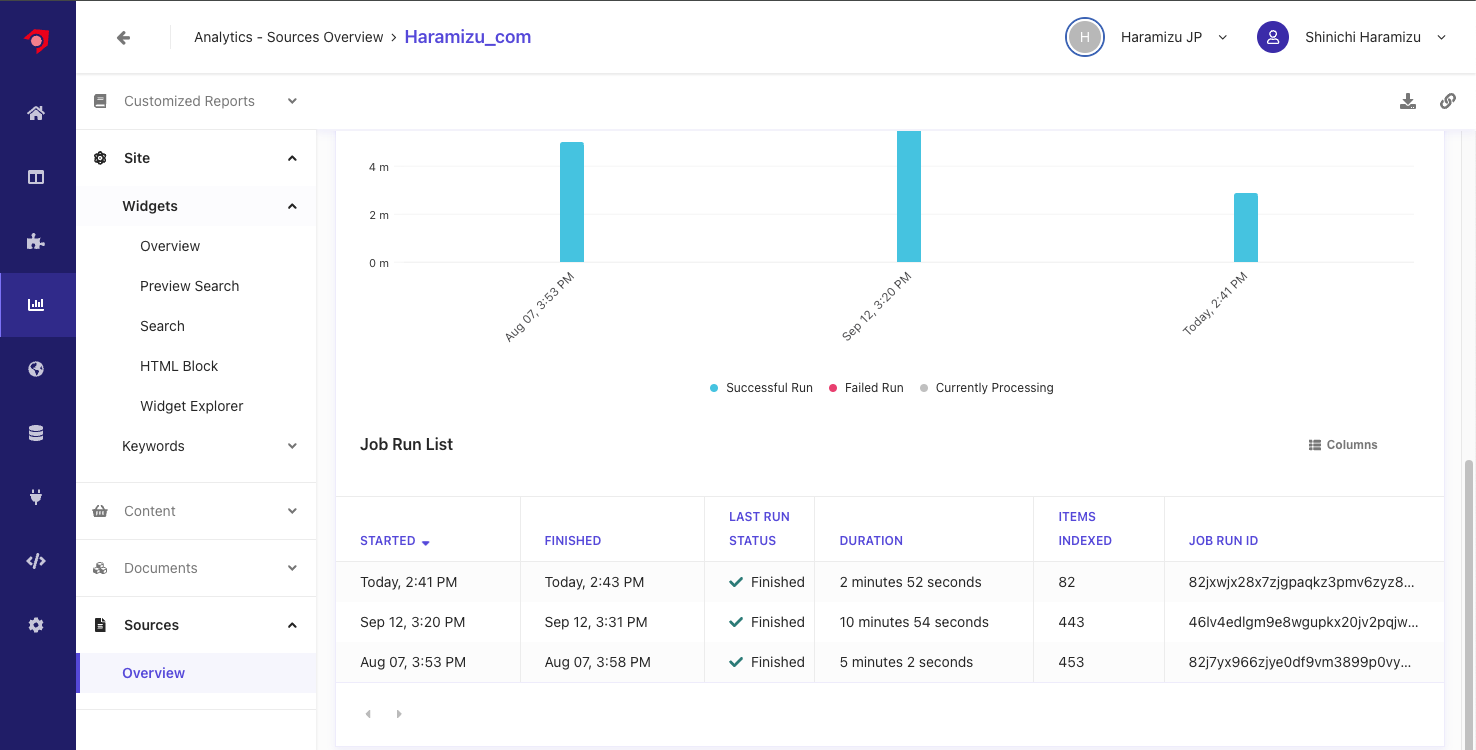 Analytics - Sources Overview › Haramizu_com
H
Haramizu JP
Shinichi Haramizu
Customized Reports
Site
Widgets
Overview
Preview Search
Search
HTML Block
Widget Explorer
Keywords
Content
Documents
Sources
Overview
4 m
2 m
0 m
Aug 07, 3:53 PM
Sep 12, 3:20 PM
Today, 2:41 PM
Successful Run
Failed Run
Currently Processing
Job Run List
Columns
STARTED FINISHED LAST RUN STATUS DURATION ITEMS INDEXED JOB RUN ID
Today, 2:41 PM Today, 2:43 PM Finished 2 minutes 52 seconds 82 82jxwjx28x7zjgpaqkz3pmv6zyz8...
Sep 12, 3:20 PM Sep 12, 3:31 PM Finished 10 minutes 54 seconds 443 46lv4edlgm9e8wgupkx20jv2pqjw...
Aug 07, 3:53 PM Aug 07, 3:58 PM Finished 5 minutes 2 seconds 453 82j7yx966zjye0df9vm3899p0vy...